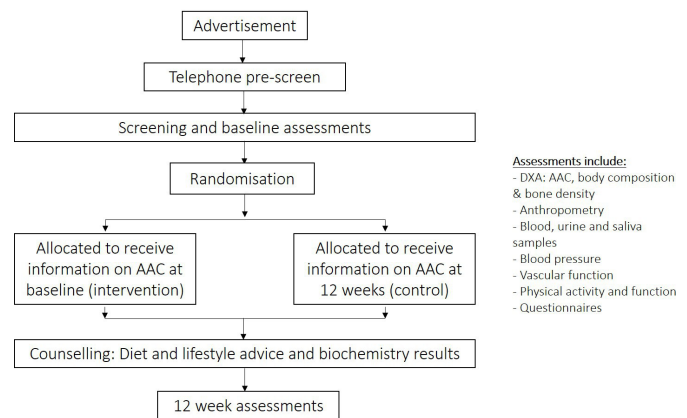 Advertisement
Telephone pre-screen
Screening and baseline assessments
Randomisation
Allocated to receive
information on AAC at
baseline (intervention)
Allocated to receive
information on AAC at
12 weeks (control)
Counselling: Diet and lifestyle advice and biochemistry results
12 week assessments
Assessments include:
- DXA: AAC, body composition
& bone density
- Anthropometry
- Blood, urine and saliva
samples
- Blood pressure
- Vascular function
- Physical activity and function
- Questionnaires